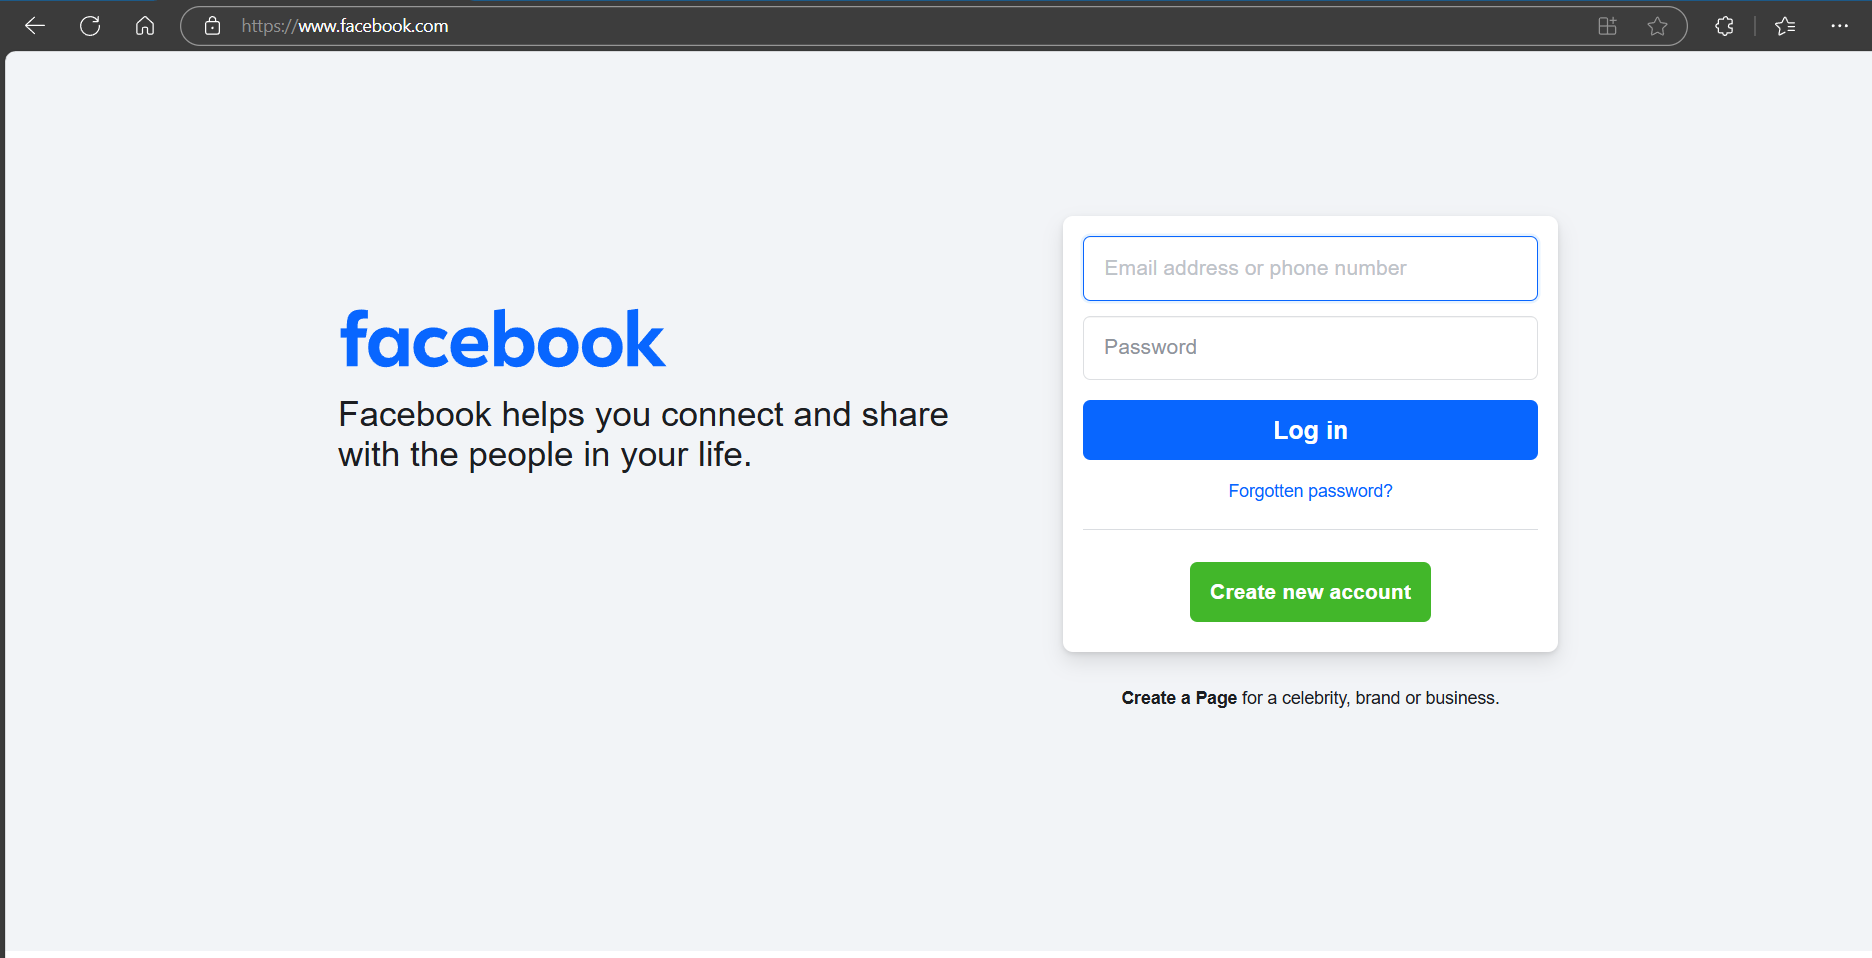 https://www.facebook.com
facebook
Facebook helps you connect and share
with the people in your life.
Email address or phone number
Password
Log in
Forgotten password?
Create new account
Create a Page for a celebrity, brand or business.